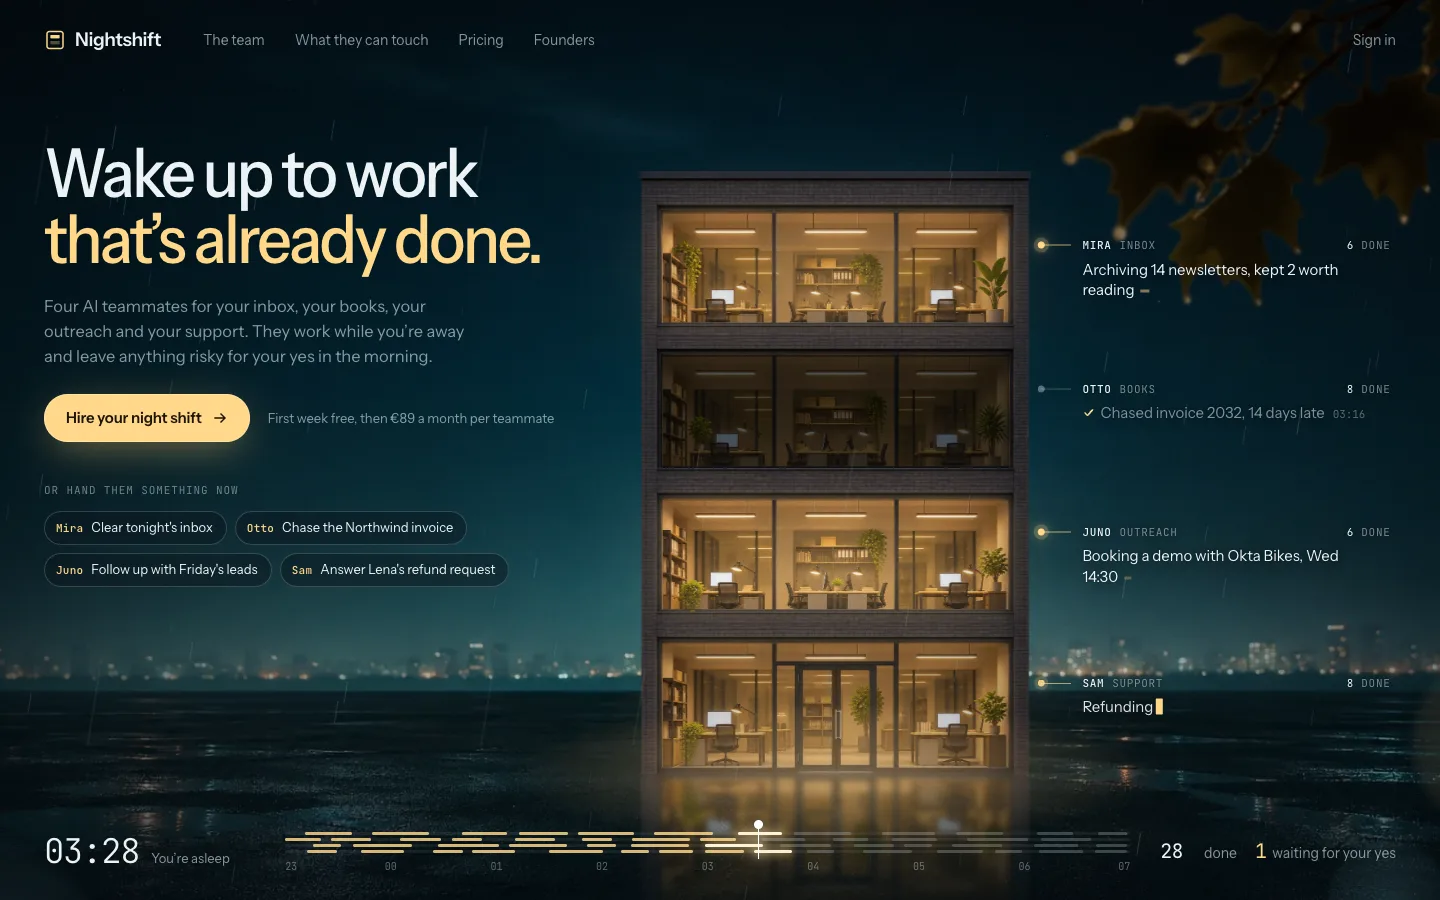 Nightshift
The team
What they can touch
Pricing
Founders
Sign in
Wake up to work
that's already done.
Four AI teammates for your inbox, your books, your
outreach and your support. They work while you're away
and leave anything risky for your yes in the morning.
Hire your night shift →
First week free, then €89 a month per teammate
OR HAND THEM SOMETHING NOW
Mira Clear tonight's inbox
Otto Chase the Northwind invoice
Juno Follow up with Friday's leads
Sam Answer Lena's refund request
MIRA INBOX 6 DONE
Archiving 14 newsletters, kept 2 worth
reading
OTTO BOOKS 8 DONE
Chased invoice 2032, 14 days late 03:16
JUNO OUTREACH 6 DONE
Booking a demo with Okta Bikes, Wed
14:30
SAM SUPPORT 8 DONE
Refunding
03:28 You're asleep
23 00 01 02 03 04 05 06 07
28 done 1 waiting for your yes